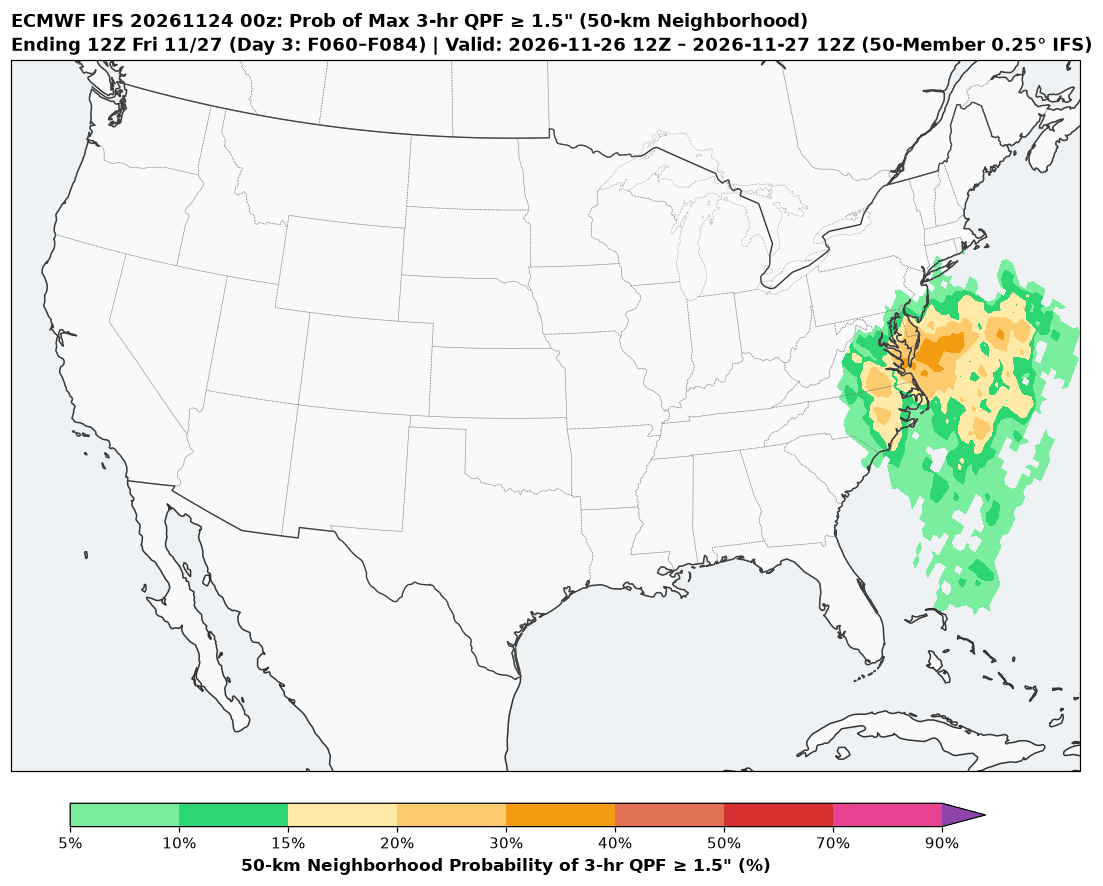 ECMWF IFS 20261124 00z: Prob of Max 3-hr QPF ≥ 1.5" (50-km Neighborhood)
Ending 12Z Fri 11/27 (Day 3: F060–F084) | Valid: 2026-11-26 12Z – 2026-11-27 12Z (50-Member 0.25° IFS)
5% 10% 15% 20% 30% 40% 50% 70% 90%
50-km Neighborhood Probability of 3-hr QPF ≥ 1.5" (%)